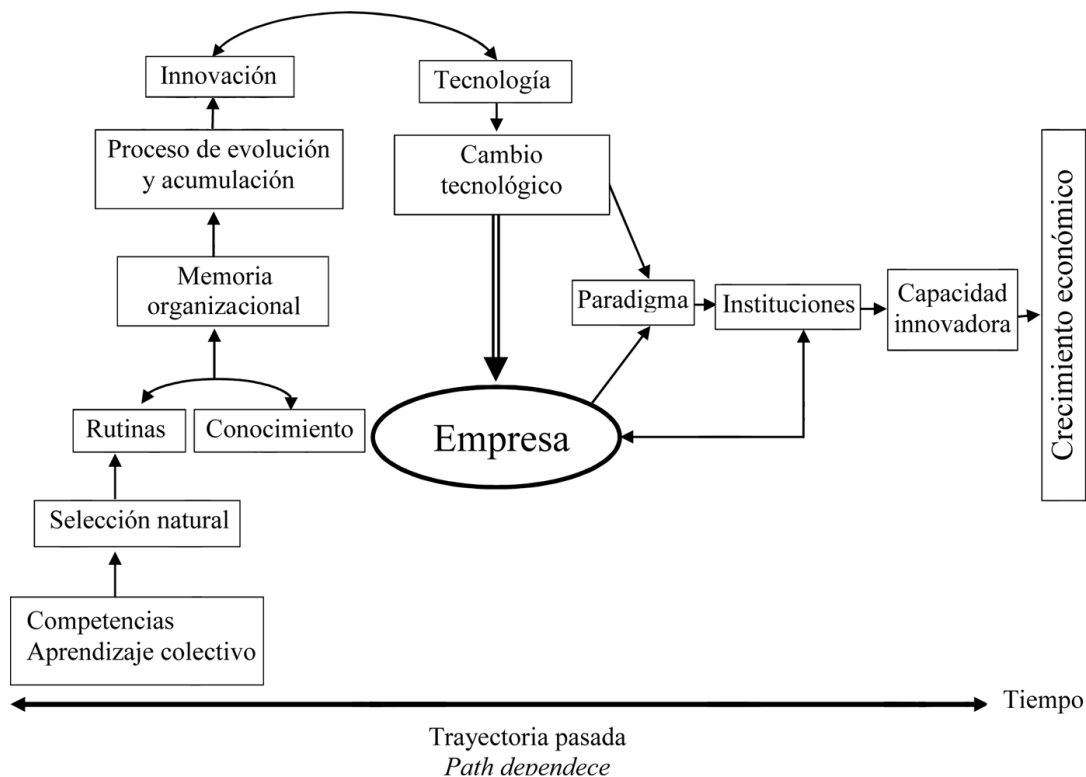 Innovación
Tecnología
Proceso de evolución
y acumulación
Cambio
tecnológico
Memoria
organizacional
Paradigma
Instituciones
Capacidad
innovadora
Crecimiento económico
Rutinas
Conocimiento
Empresa
Selección natural
Competencias
Aprendizaje colectivo
Tiempo
Trayectoria pasada
Path dependece